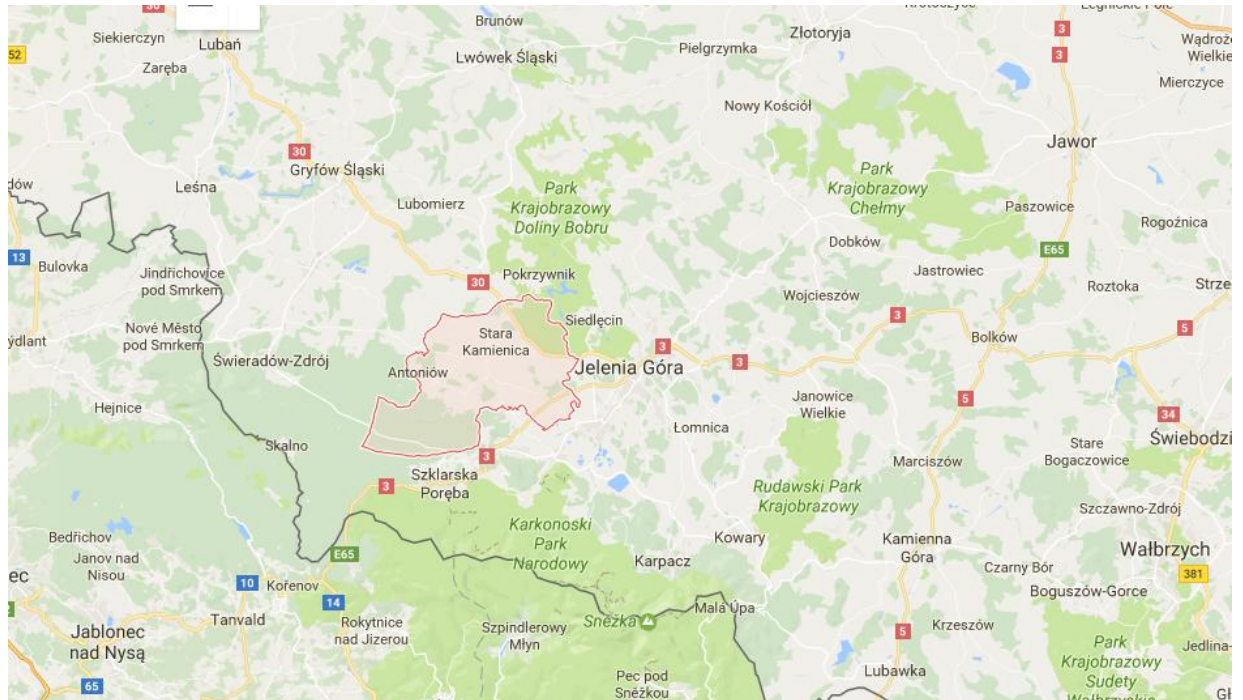 30
Siekierczyn
Lubań
52
Zaręba
Brunów
Lwówek Śląski
Pielgrzymka
Złotoryja
3
3
Wądroże
Wielkie
Mierczyce
Nowy Kościół
Jawor
30
Gryfów Śląski
Leśna
Lubomierz
Park
Krajobrazowy
Doliny Bobru
Park
Krajobrazowy
Chełmy
Paszowice
Rogoźnica
Dobków
E65
13
Bulovka
Jindřichovice
pod Smrkem
30
Pokrzywnik
Jastrowiec
Wojcieszów
Roztoka
Strze
Nové Město
pod Smrkem
ýdlant
Stara
Kamienica
Siedlęcin
3
5
Bolków
Świeradów-Zdrój
Antoniów
Jelenia Góra
3
3
Hejnice
Janowice
Wielkie
5
34
Skalno
Łomnica
Stare
Bogaczowice
Świebodzi
3
Szklarska
Poręba
3
Marciszów
Rudawski Park
Krajobrazowy
Szczawno-Zdrój
Bedřichov
Janov nad
Nisou
Karkonoski
Park
Narodowy
E65
Kowary
Kamienna
Góra
Wałbrzych
Karpacz
Czarny Bór
381
ec
10
Kořenov
14
Boguszów-Gorce
Tanvald
Rokytnice
nad Jizerou
Szpindlerowy
Młyn
Sněžka
Malá Úpa
5
Krzeszów
Jablonec
nad Nysą
Park
Krajobrazowy
Sudety
Jedlina-
65
Pec pod
Sněžkou
Lubawka